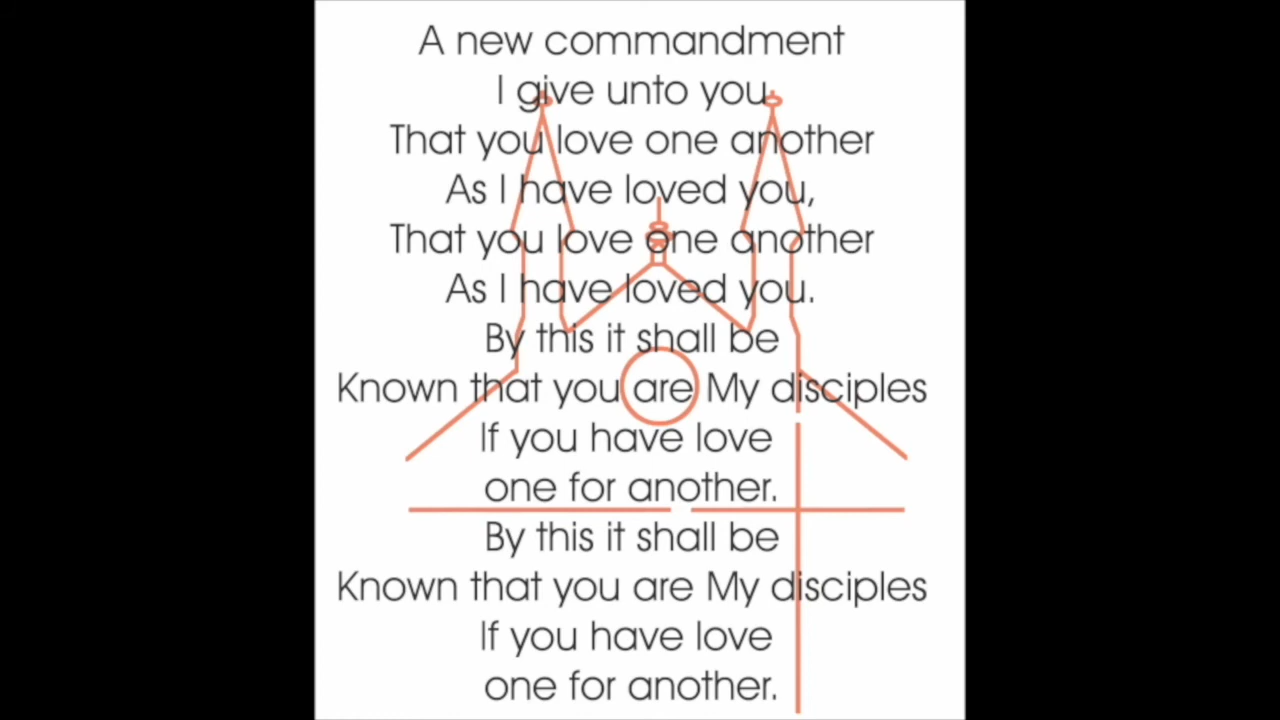 A new commandment
I give unto you
That you love one another
As I have loved you,
That you love one another
As I have loved you.
By this it shall be
Known that you are My disciples
If you have love
one for another.
By this it shall be
Known that you are My disciples
If you have love
one for another.